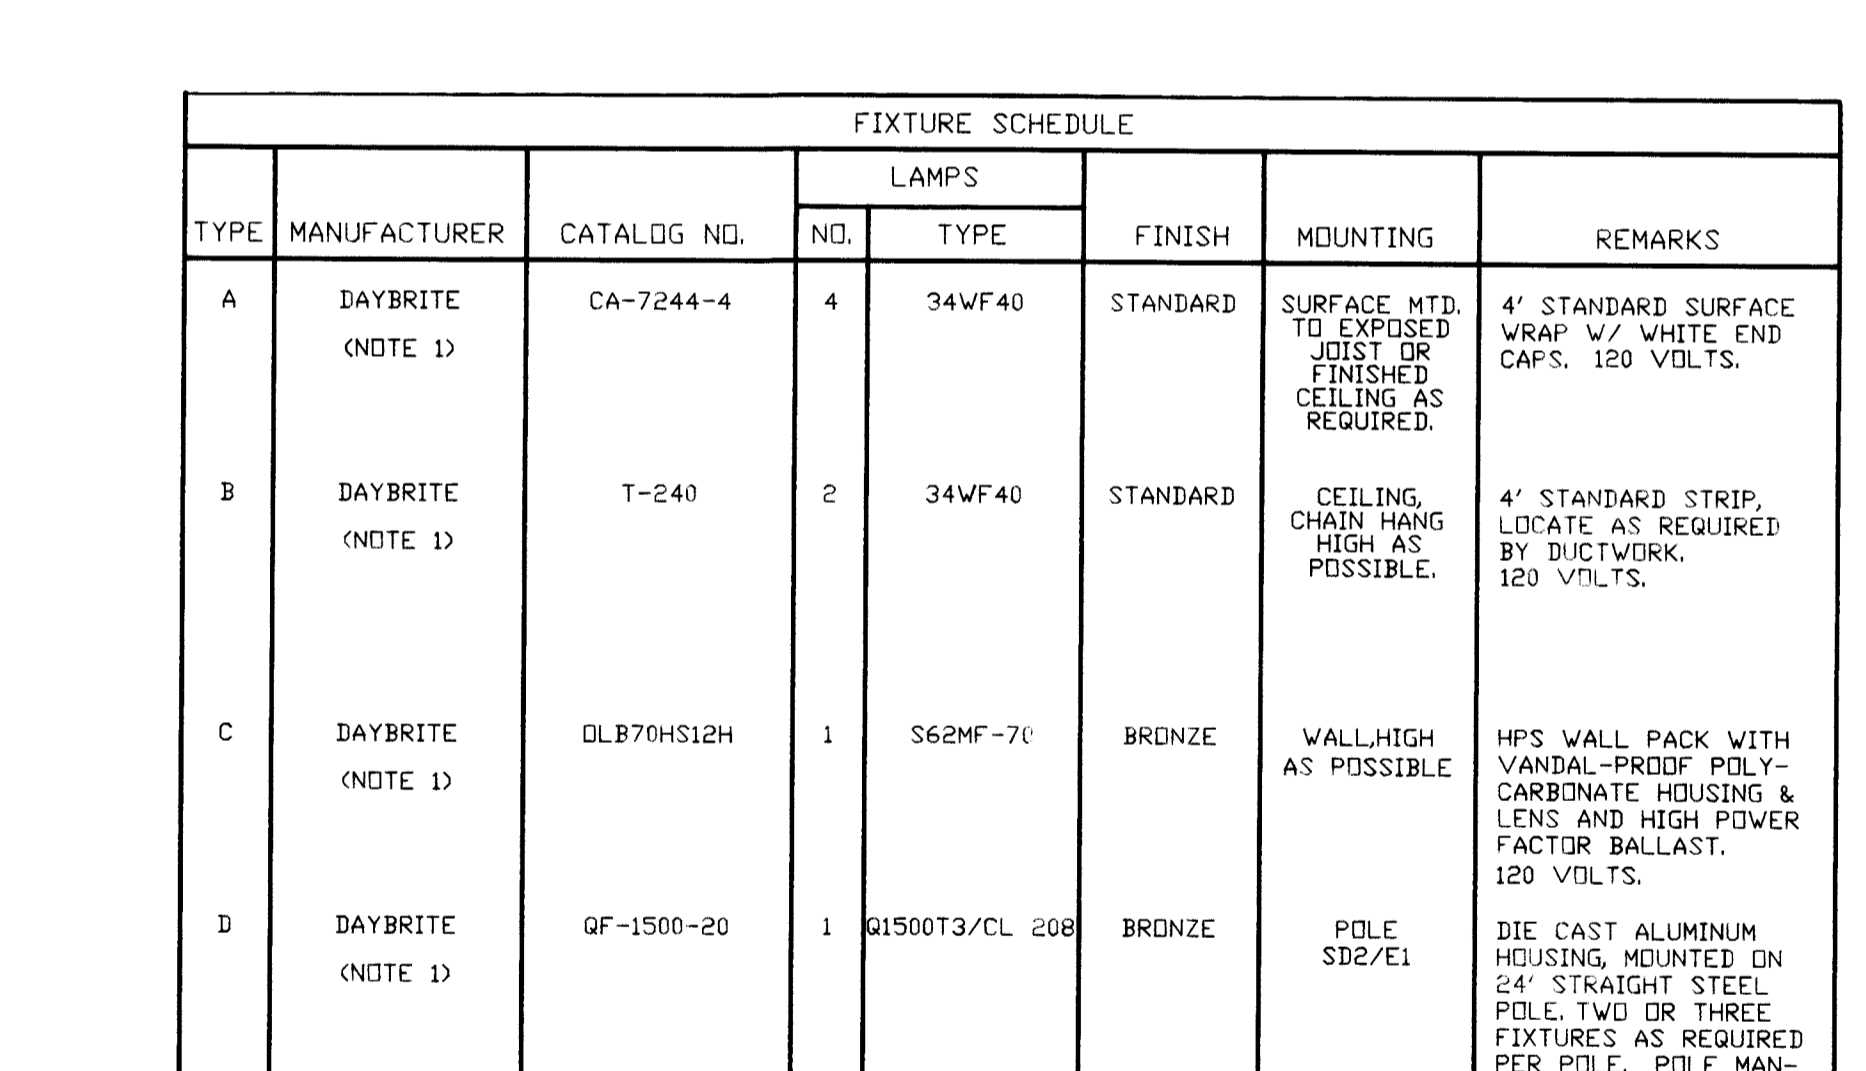 FIXTURE SCHEDULE
LAMPS
TYPE MANUFACTURER CATALOG NO. NO. TYPE FINISH MOUNTING REMARKS
A DAYBRITE CA-7244-4 4 34WF40 STANDARD SURFACE MTD. 4' STANDARD SURFACE
TO EXPOSED WRAP W/ WHITE END
(NOTE 1) JOIST OR CAPS. 120 VOLTS.
FINISHED
CEILING AS
REQUIRED.
B DAYBRITE T-240 2 34WF40 STANDARD CEILING, 4' STANDARD STRIP,
CHAIN HANG LOCATE AS REQUIRED
(NOTE 1) HIGH AS BY DUCTWORK.
POSSIBLE. 120 VOLTS.
C DAYBRITE OLB70HS12H 1 S62MF-70 BRONZE WALL,HIGH HPS WALL PACK WITH
AS POSSIBLE VANDAL-PROOF POLY-
(NOTE 1) CARBONATE HOUSING &
LENS AND HIGH POWER
FACTOR BALLAST.
120 VOLTS.
D DAYBRITE QF-1500-20 1 Q1500T3/CL 208 BRONZE POLE DIE CAST ALUMINUM
SD2/E1 HOUSING, MOUNTED ON
(NOTE 1) 24' STRAIGHT STEEL
POLE. TWO OR THREE
FIXTURES AS REQUIRED
PER POLE. POLE MAN-